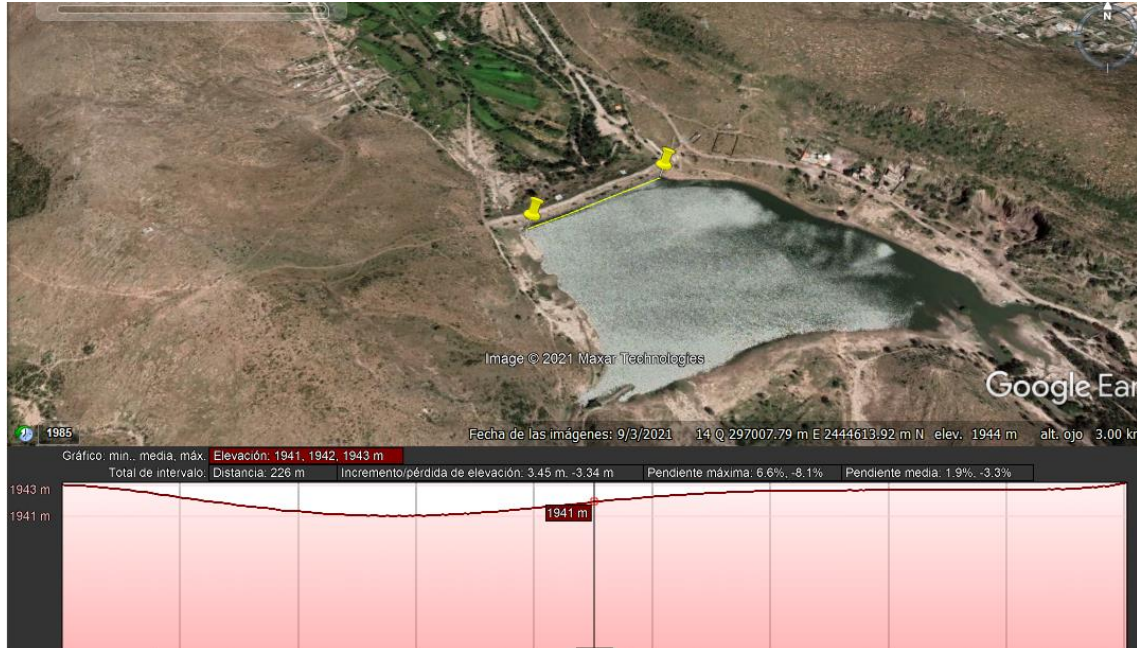 N
Image © 2021 Maxar Technologies
Google Ear
1985
Fecha de las imágenes: 9/3/2021 14 Q 297007.79 m E 2444613.92 m N elev. 1944 m alt. ojo 3.00 km
Gráfico: min., media, máx. Elevación: 1941, 1942, 1943 m
Total de intervalo: Distancia: 226 m Incremento/pérdida de elevación: 3.45 m, -3.34 m Pendiente máxima: 6.6%, -8.1% Pendiente media: 1.9%, -3.3%
1943 m
1941 m
1941 m